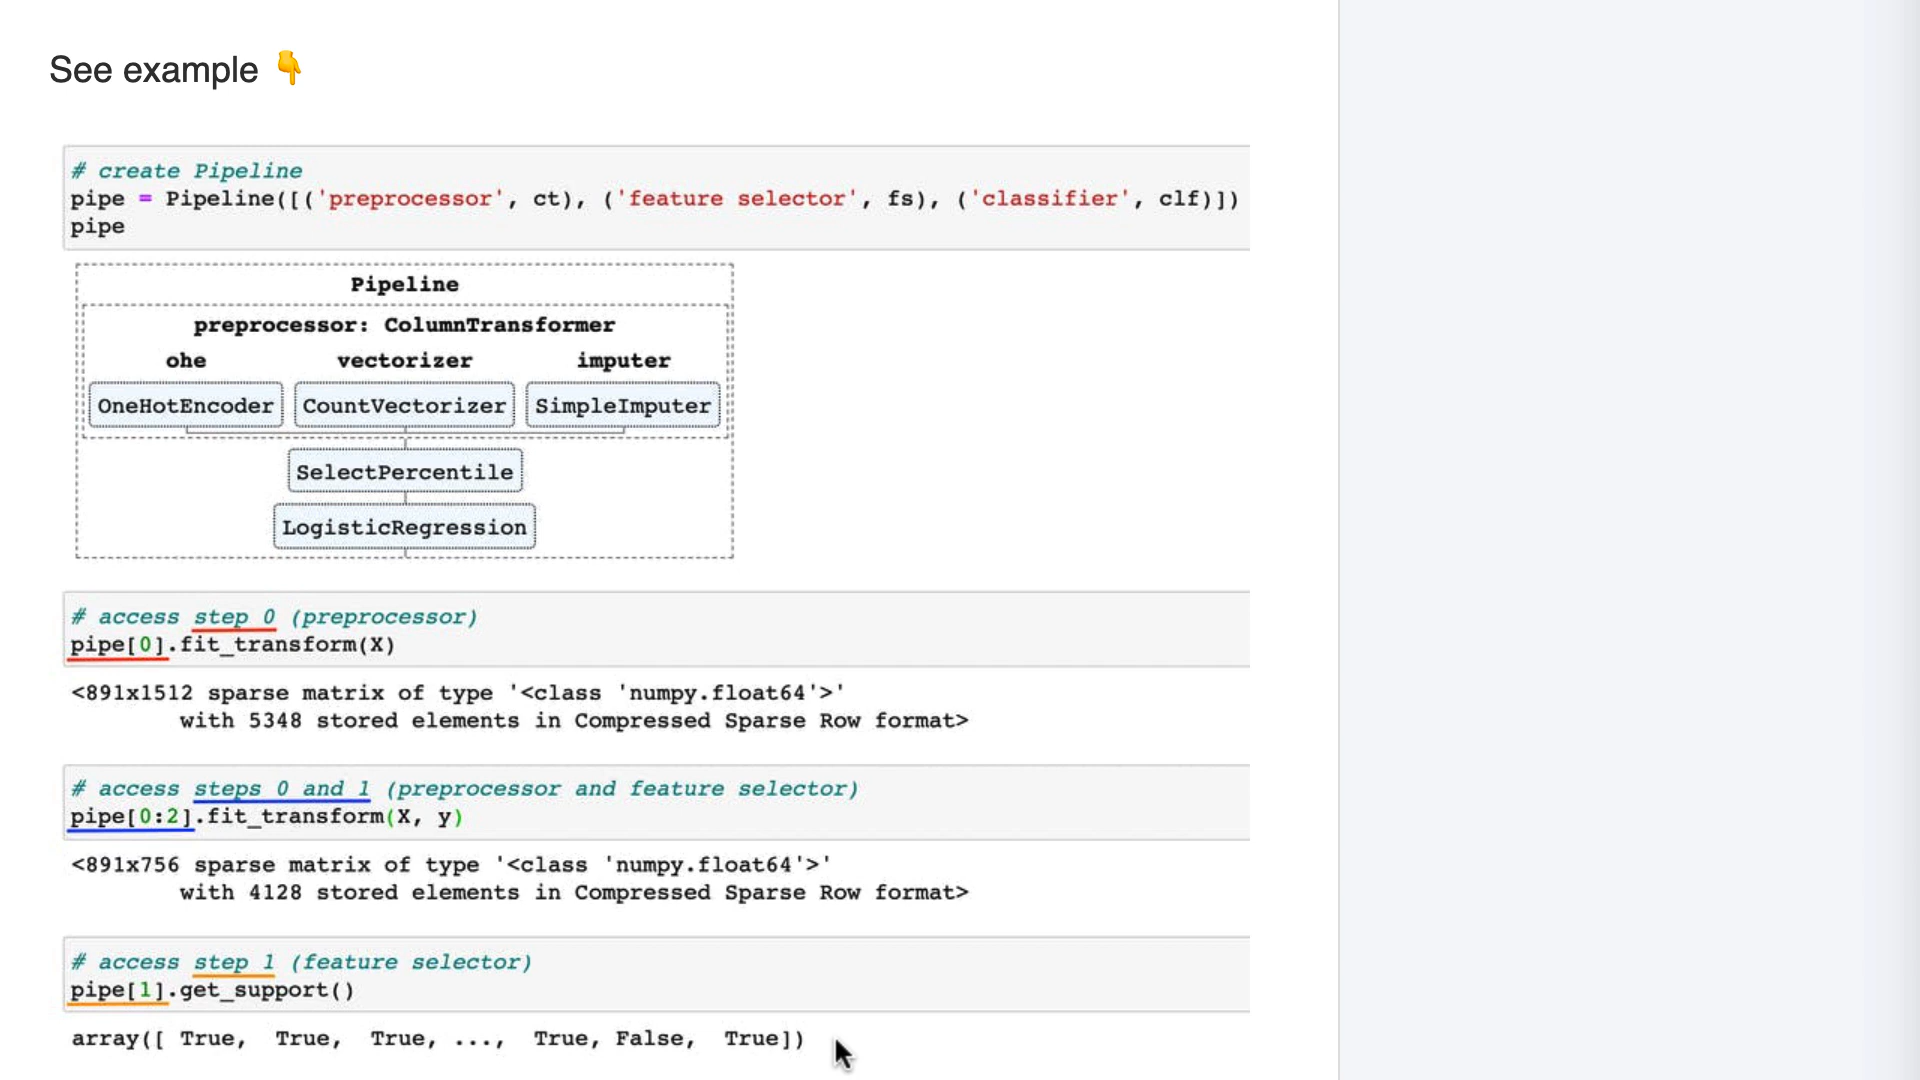 See example 👇
# create Pipeline
pipe = Pipeline([('preprocessor', ct), ('feature selector', fs), ('classifier', clf)])
pipe
Pipeline
preprocessor: ColumnTransformer
ohe vectorizer imputer
OneHotEncoder CountVectorizer SimpleImputer
SelectPercentile
LogisticRegression
# access step 0 (preprocessor)
pipe[0].fit_transform(X)
<891x1512 sparse matrix of type '<class 'numpy.float64'>'
with 5348 stored elements in Compressed Sparse Row format>
# access steps 0 and 1 (preprocessor and feature selector)
pipe[0:2].fit_transform(X, y)
<891x756 sparse matrix of type '<class 'numpy.float64'>'
with 4128 stored elements in Compressed Sparse Row format>
# access step 1 (feature selector)
pipe[1].get_support()
array([ True, True, True, ..., True, False, True])